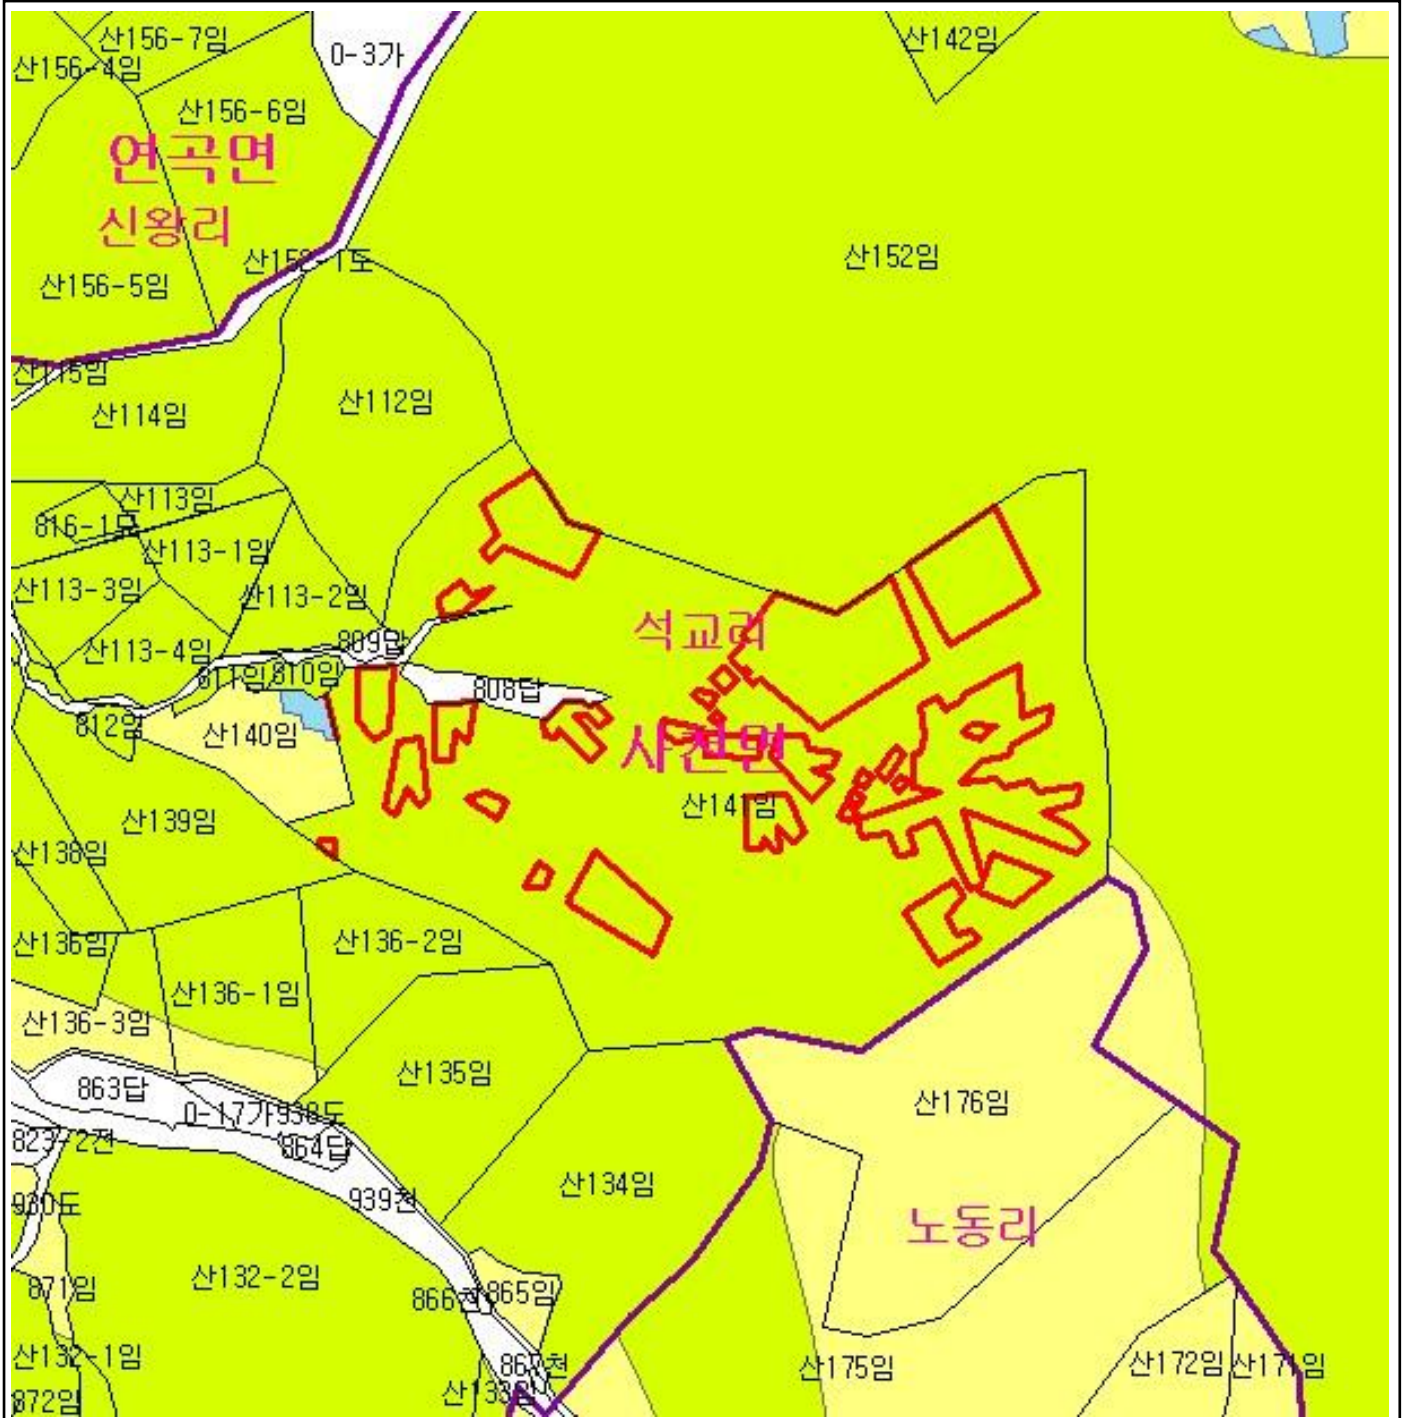 산156-7임
산142임
0-3가
산156-4임
산156-6임
연곡면
신왕리
산152-1도
산152임
산156-5임
산115임
산112임
산114임
산113임
816-1묘
산113-1임
산113-3임
산113-2임
석교리
809답
산113-4임
811임
810임
808답
812임
산140임
사천면
산141임
산139임
산138임
산136임
산136-2임
산136-1임
산136-3임
산135임
863답
산176임
0-17가
938도
823-2전
864답
산134임
939천
930도
노동리
산132-2임
871임
866천
865임
산132-1임
867천
산175임
산172임
산171임
산133임
872임